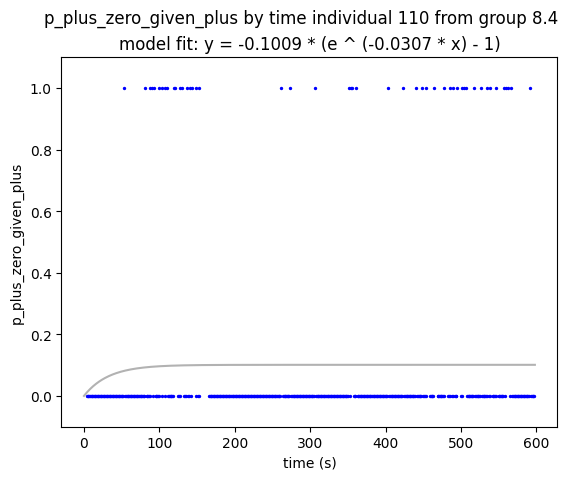 p_plus_zero_given_plus by time individual 110 from group 8.4
model fit: y = -0.1009 * (e ^ (-0.0307 * x) - 1)
1.0
0.8
0.6
0.4
0.2
0.0
p_plus_zero_given_plus
0 100 200 300 400 500 600
time (s)